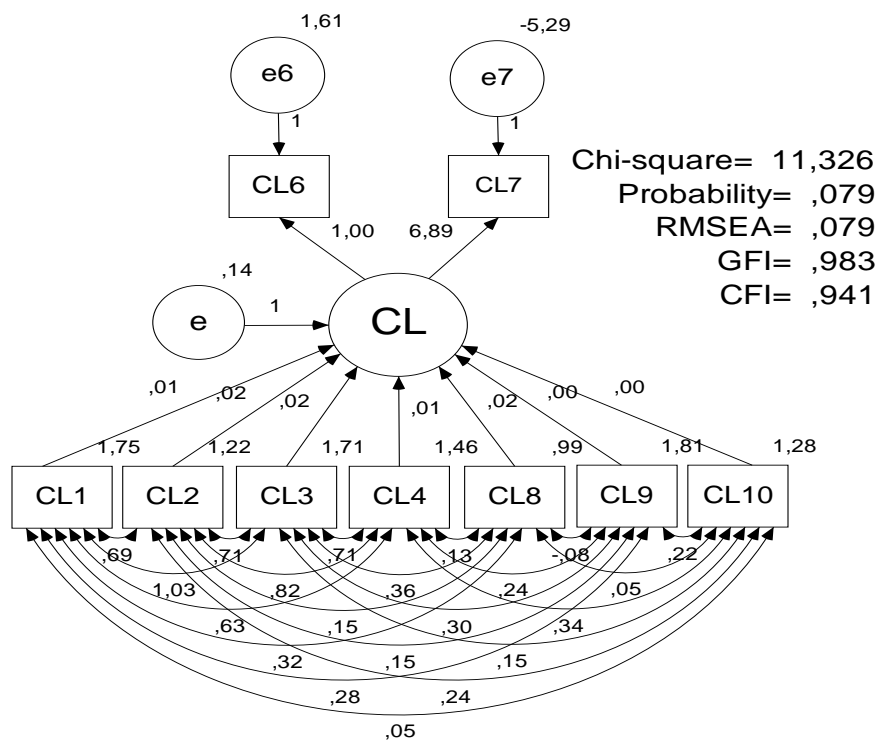 1,61
-5,29
e6
e7
1
1
CL6
CL7
Chi-square= 11,326
Probability= ,079
RMSEA= ,079
GFI= ,983
CFI= ,941
1,00
6,89
,14
e
1
CL
,01
,02
,02
,01
,02
,00
,00
1,75
1,22
1,71
1,46
,99
1,81
1,28
CL1
CL2
CL3
CL4
CL8
CL9
CL10
,69
,71
,71
,13
-,08
,22
1,03
,82
,36
,24
,05
,63
,15
,30
,34
,32
,15
,15
,28
,24
,05